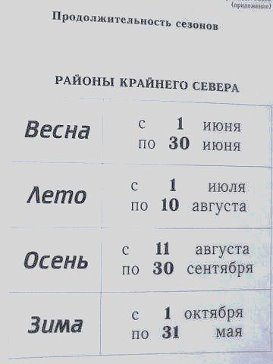 (приложение)
Продолжительность сезонов
РАЙОНЫ КРАЙНЕГО СЕВЕРА
Весна
с 1 июня
по 30 июня
Лето
с 1 июля
по 10 августа
Осень
с 11 августа
по 30 сентября
Зима
с 1 октября
по 31 мая